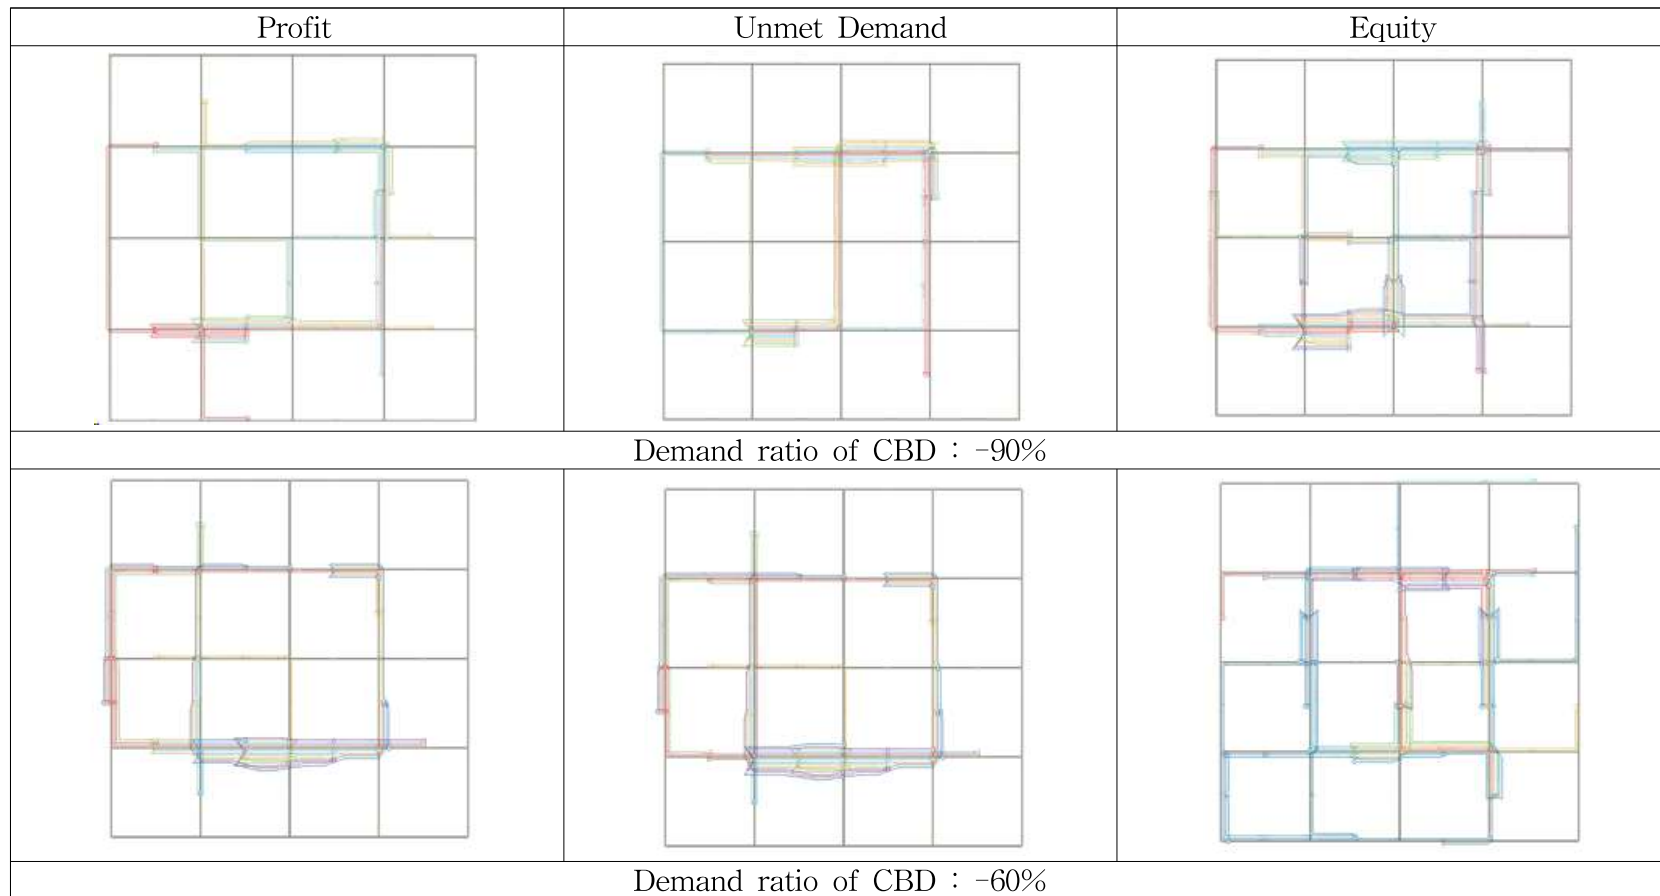 Profit
Unmet Demand
Equity
Demand ratio of CBD : -90%
Demand ratio of CBD : -60%